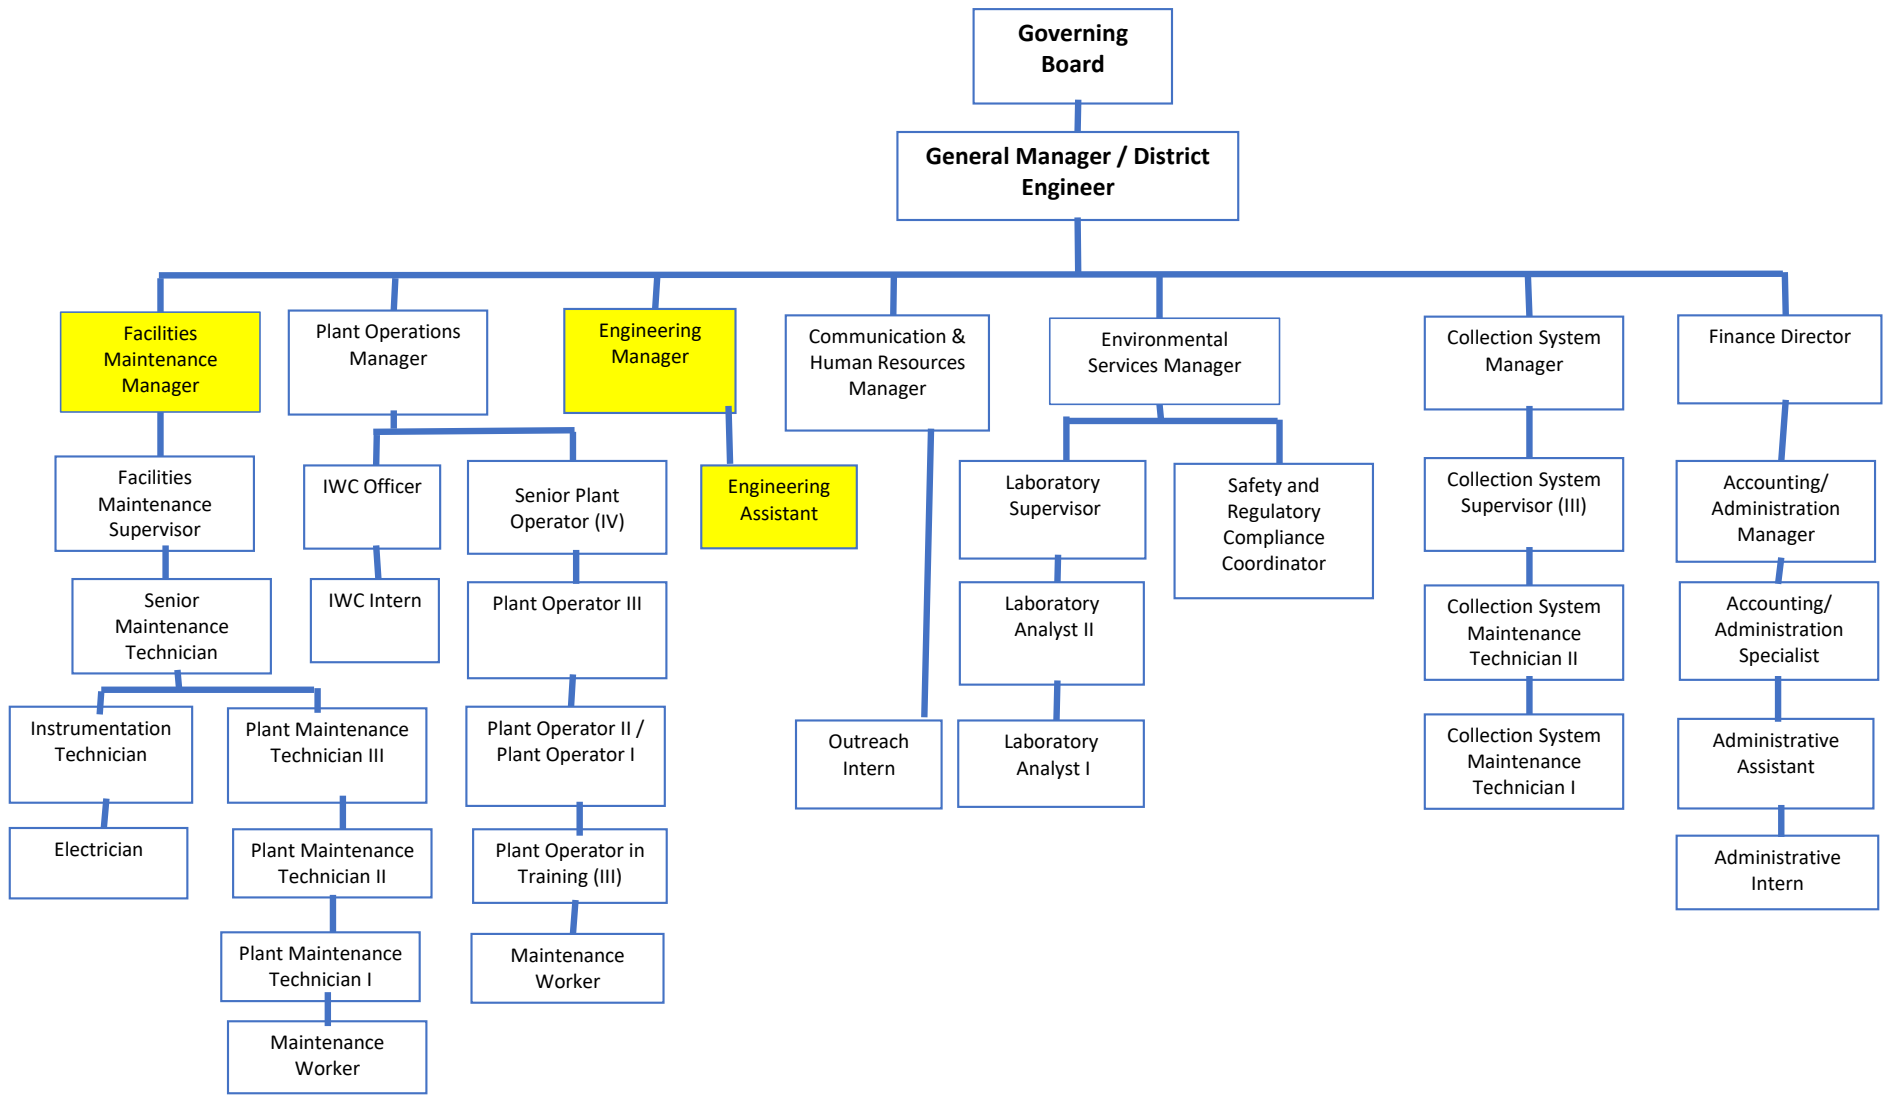 Governing
Board
General Manager / District
Engineer
Facilities
Maintenance
Manager
Plant Operations
Manager
Engineering
Manager
Communication &
Human Resources
Manager
Environmental
Services Manager
Collection System
Manager
Finance Director
Facilities
Maintenance
Supervisor
IWC Officer
Senior Plant
Operator (IV)
Engineering
Assistant
Laboratory
Supervisor
Safety and
Regulatory
Compliance
Coordinator
Collection System
Supervisor (III)
Accounting/
Administration
Manager
Senior
Maintenance
Technician
IWC Intern
Plant Operator III
Laboratory
Analyst II
Collection System
Maintenance
Technician II
Accounting/
Administration
Specialist
Instrumentation
Technician
Plant Maintenance
Technician III
Plant Operator II /
Plant Operator I
Outreach
Intern
Laboratory
Analyst I
Collection System
Maintenance
Technician I
Administrative
Assistant
Electrician
Plant Maintenance
Technician II
Plant Operator in
Training (III)
Administrative
Intern
Plant Maintenance
Technician I
Maintenance
Worker
Maintenance
Worker